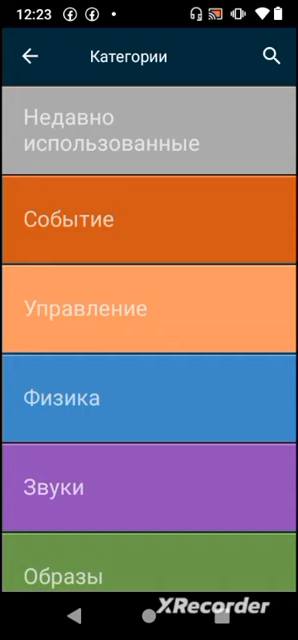 12:23
Категории
Недавно
использованные
Событие
Управление
Физика
Звуки
Образы
XRecorder